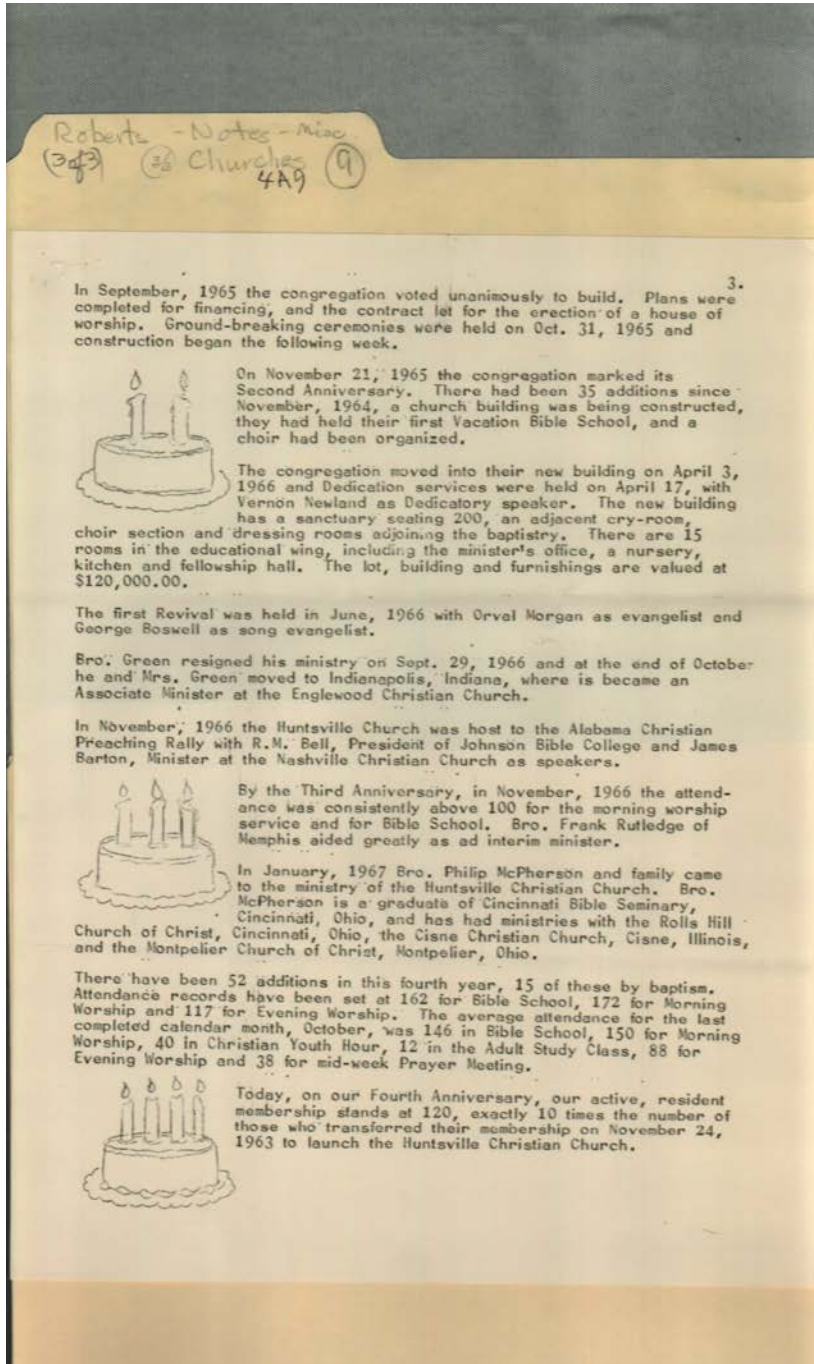 Roberts - Notes - misc
(3 of 3) 36 Churches 9
4A9
3.
In September, 1965 the congregation voted unanimously to build. Plans were
completed for financing, and the contract let for the erection of a house of
worship. Ground-breaking ceremonies were held on Oct. 31, 1965 and
construction began the following week.
On November 21, 1965 the congregation marked its
Second Anniversary. There had been 35 additions since
November, 1964, a church building was being constructed,
they had held their first Vacation Bible School, and a
choir had been organized.
The congregation moved into their new building on April 3,
1966 and Dedication services were held on April 17, with
Vernon Newland as Dedicatory speaker. The new building
has a sanctuary seating 200, an adjacent cry-room,
choir section and dressing rooms adjoining the baptistry. There are 15
rooms in the educational wing, including the minister's office, a nursery,
kitchen and fellowship hall. The lot, building and furnishings are valued at
$120,000.00.
The first Revival was held in June, 1966 with Orval Morgan as evangelist and
George Boswell as song evangelist.
Bro. Green resigned his ministry on Sept. 29, 1966 and at the end of October
he and Mrs. Green moved to Indianapolis, Indiana, where is became an
Associate Minister at the Englewood Christian Church.
In November, 1966 the Huntsville Church was host to the Alabama Christian
Preaching Rally with R.M. Bell, President of Johnson Bible College and James
Barton, Minister at the Nashville Christian Church as speakers.
By the Third Anniversary, in November, 1966 the attend-
ance was consistently above 100 for the morning worship
service and for Bible School. Bro. Frank Rutledge of
Memphis aided greatly as ad interim minister.
In January, 1967 Bro. Philip McPherson and family came
to the ministry of the Huntsville Christian Church. Bro.
McPherson is a graduate of Cincinnati Bible Seminary,
Cincinnati, Ohio, and has had ministries with the Rolls Hill
Church of Christ, Cincinnati, Ohio, the Cisne Christian Church, Cisne, Illinois,
and the Montpelier Church of Christ, Montpelier, Ohio.
There have been 52 additions in this fourth year, 15 of these by baptism.
Attendance records have been set at 162 for Bible School, 172 for Morning
Worship and 117 for Evening Worship. The average attendance for the last
completed calendar month, October, was 146 in Bible School, 150 for Morning
Worship, 40 in Christian Youth Hour, 12 in the Adult Study Class, 88 for
Evening Worship and 38 for mid-week Prayer Meeting.
Today, on our Fourth Anniversary, our active, resident
membership stands at 120, exactly 10 times the number of
those who transferred their membership on November 24,
1963 to launch the Huntsville Christian Church.